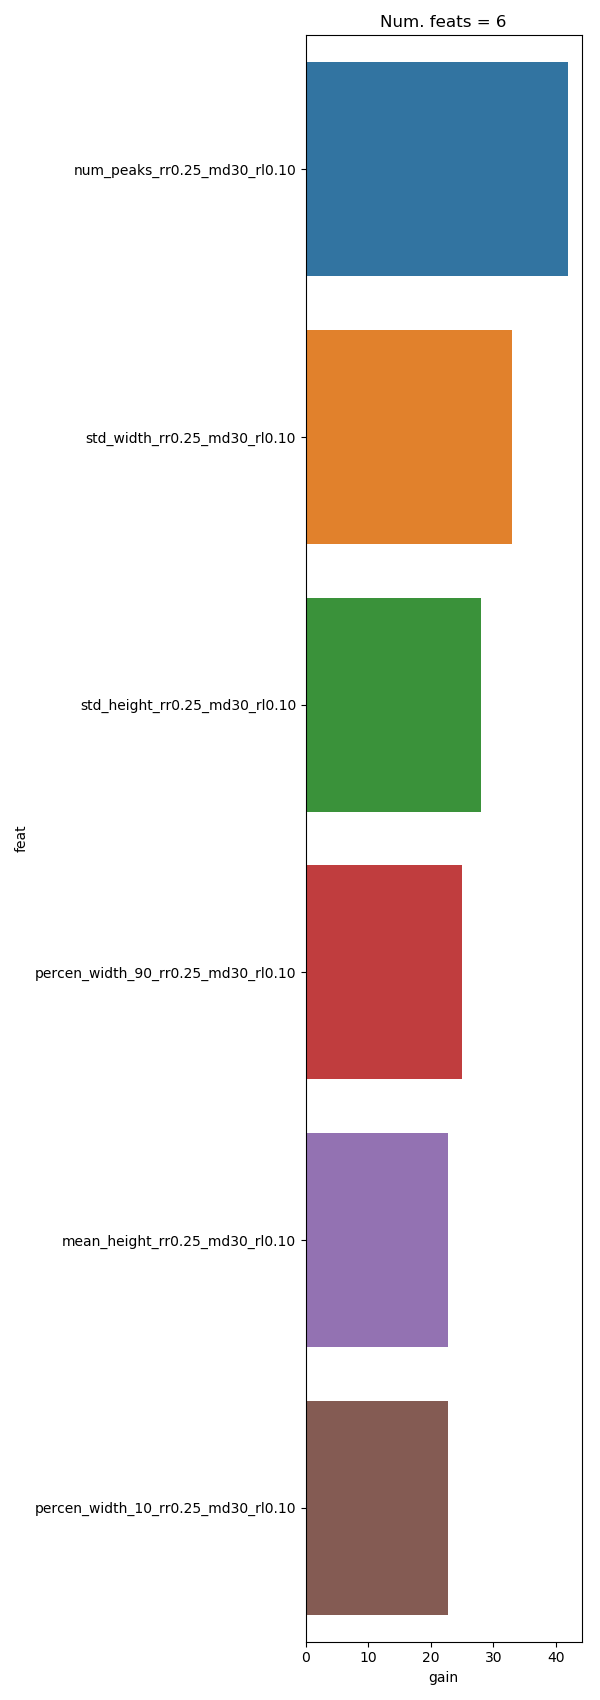 Num. feats = 6
num_peaks_rr0.25_md30_rl0.10
std_width_rr0.25_md30_rl0.10
std_height_rr0.25_md30_rl0.10
feat
percen_width_90_rr0.25_md30_rl0.10
mean_height_rr0.25_md30_rl0.10
percen_width_10_rr0.25_md30_rl0.10
0 10 20 30 40
gain